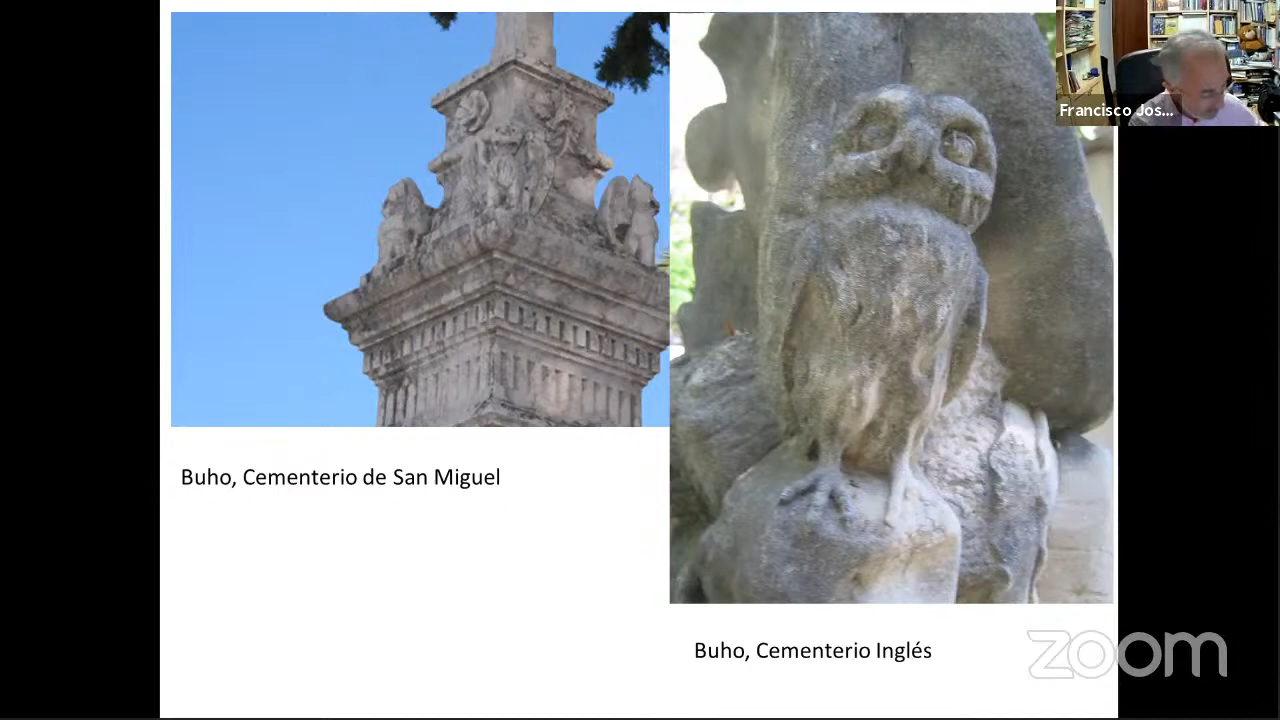 Francisco Jos...
Buho, Cementerio de San Miguel
Buho, Cementerio Inglés
zoom